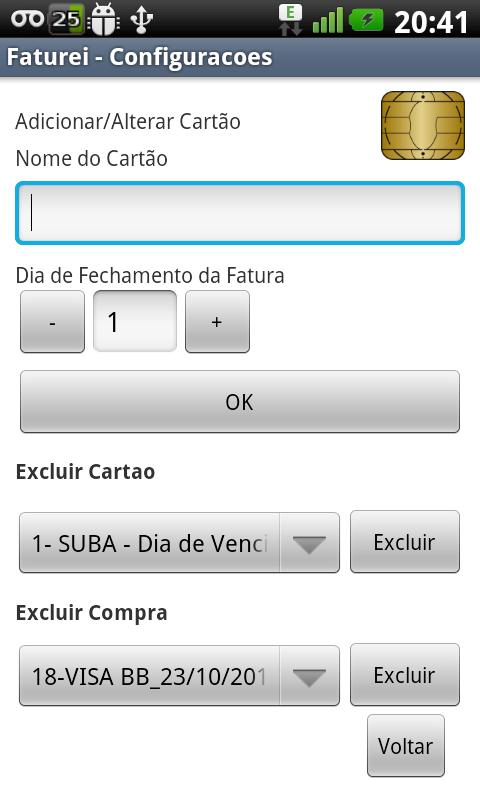 25 E 20:41
Faturei - Configuracoes
Adicionar/Alterar Cartão
Nome do Cartão
Dia de Fechamento da Fatura
- 1 +
OK
Excluir Cartao
1- SUBA - Dia de Venci Excluir
Excluir Compra
18-VISA BB_23/10/201 Excluir
Voltar